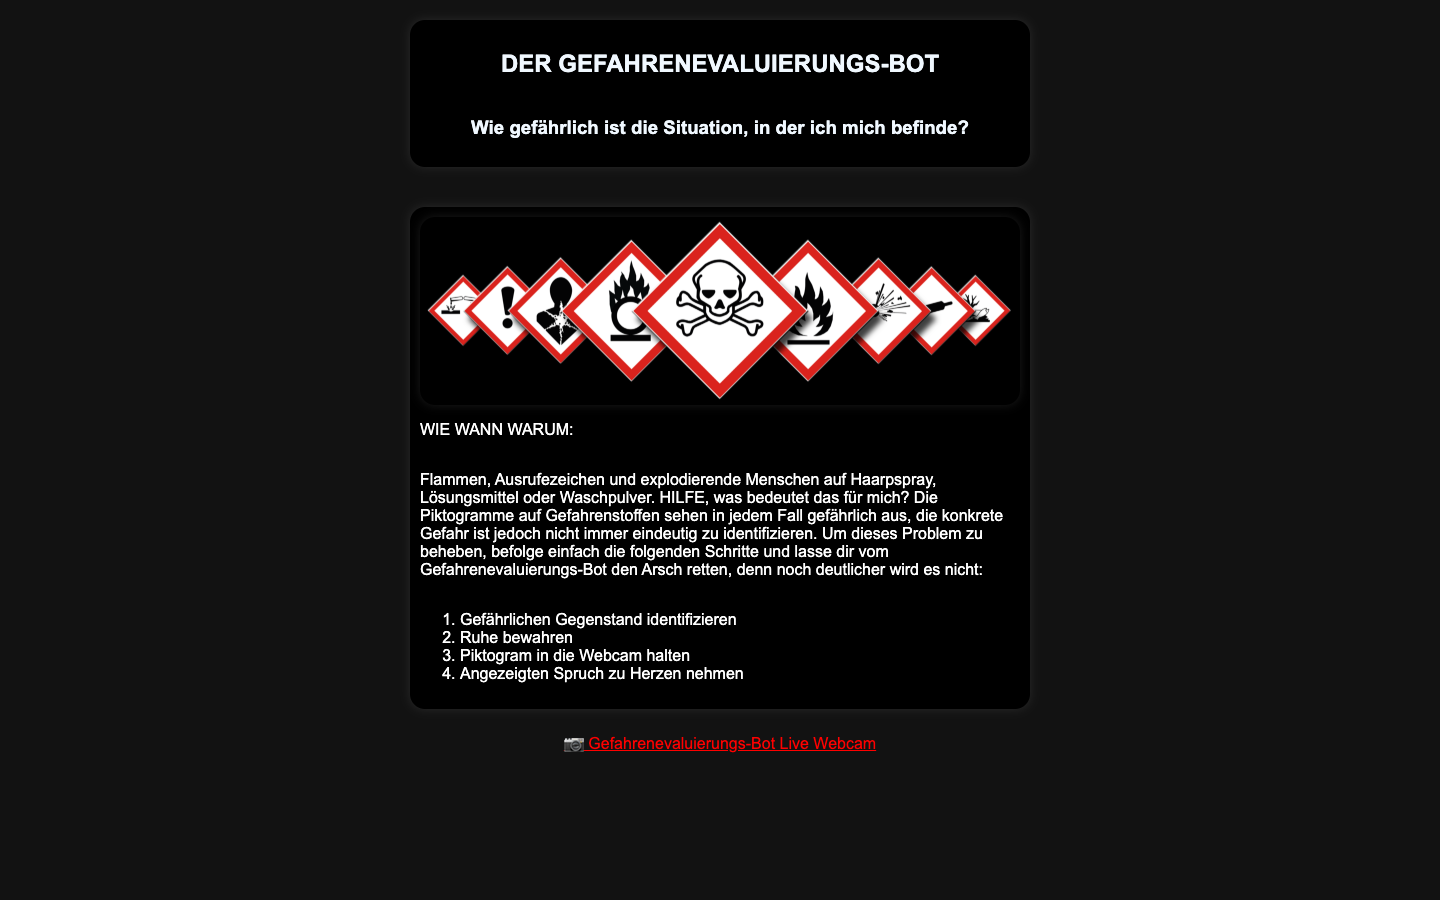 DER GEFAHRENEVALUIERUNGS-BOT
Wie gefährlich ist die Situation, in der ich mich befinde?
WIE WANN WARUM:
Flammen, Ausrufezeichen und explodierende Menschen auf Haarpspray,
Lösungsmittel oder Waschpulver. HILFE, was bedeutet das für mich? Die
Piktogramme auf Gefahrenstoffen sehen in jedem Fall gefährlich aus, die konkrete
Gefahr ist jedoch nicht immer eindeutig zu identifizieren. Um dieses Problem zu
beheben, befolge einfach die folgenden Schritte und lasse dir vom
Gefahrenevaluierungs-Bot den Arsch retten, denn noch deutlicher wird es nicht:
1. Gefährlichen Gegenstand identifizieren
2. Ruhe bewahren
3. Piktogram in die Webcam halten
4. Angezeigten Spruch zu Herzen nehmen
📷 Gefahrenevaluierungs-Bot Live Webcam